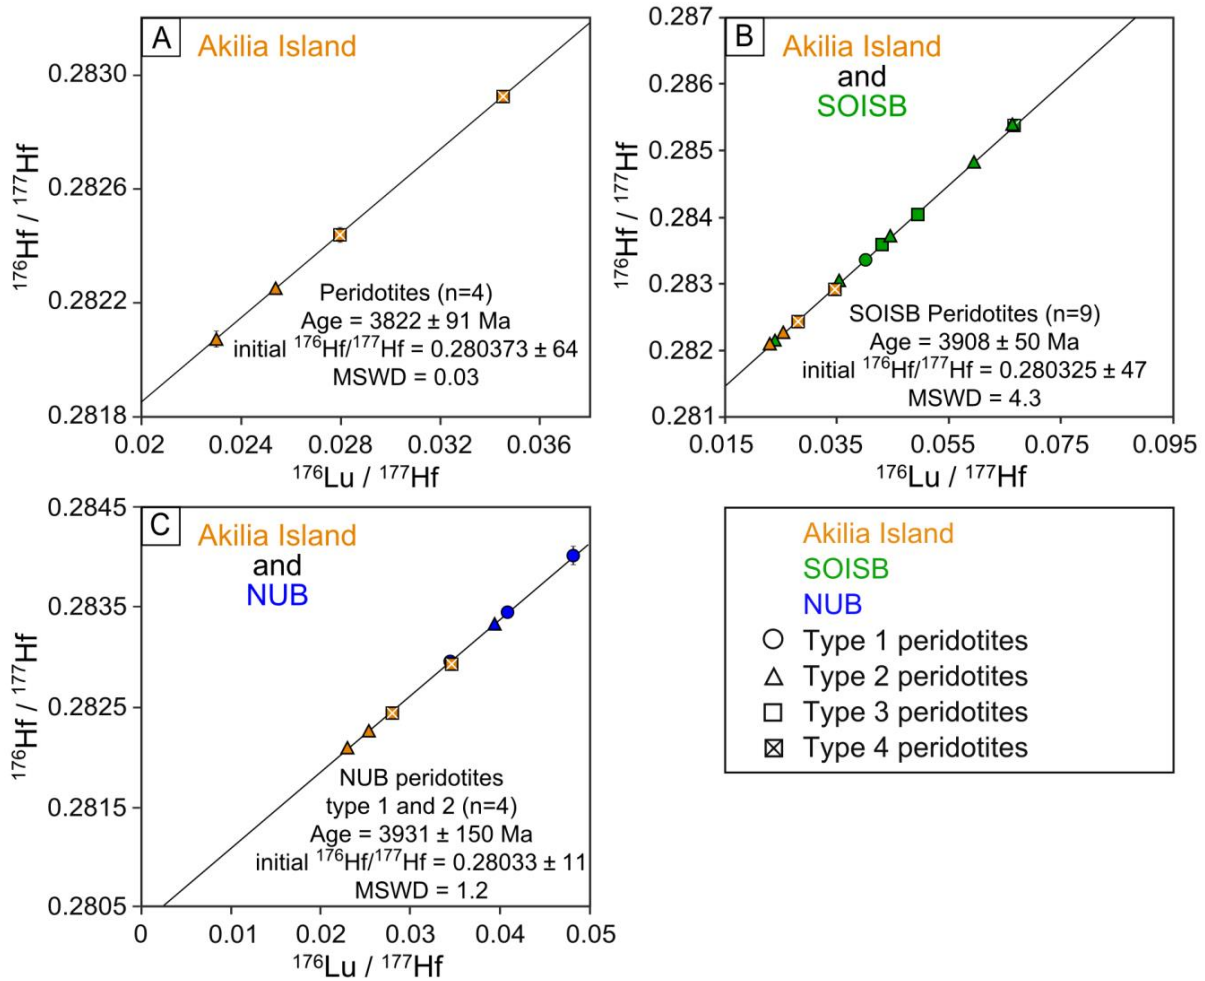 A
Akilia Island
0.2830
0.2826
0.2822
0.2818
¹⁷⁶Hf / ¹⁷⁷Hf
Peridotites (n=4)
Age = 3822 ± 91 Ma
initial ¹⁷⁶Hf/¹⁷⁷Hf = 0.280373 ± 64
MSWD = 0.03
0.02 0.024 0.028 0.032 0.036
¹⁷⁶Lu / ¹⁷⁷Hf
B
Akilia Island
and
SOISB
0.287
0.286
0.285
0.284
0.283
0.282
0.281
¹⁷⁶Hf / ¹⁷⁷Hf
SOISB Peridotites (n=9)
Age = 3908 ± 50 Ma
initial ¹⁷⁶Hf/¹⁷⁷Hf = 0.280325 ± 47
MSWD = 4.3
0.015 0.035 0.055 0.075 0.095
¹⁷⁶Lu / ¹⁷⁷Hf
C
Akilia Island
and
NUB
0.2845
0.2835
0.2825
0.2815
0.2805
¹⁷⁶Hf / ¹⁷⁷Hf
NUB peridotites
type 1 and 2 (n=4)
Age = 3931 ± 150 Ma
initial ¹⁷⁶Hf/¹⁷⁷Hf = 0.28033 ± 11
MSWD = 1.2
0 0.01 0.02 0.03 0.04 0.05
¹⁷⁶Lu / ¹⁷⁷Hf
Akilia Island
SOISB
NUB
Type 1 peridotites
Type 2 peridotites
Type 3 peridotites
Type 4 peridotites